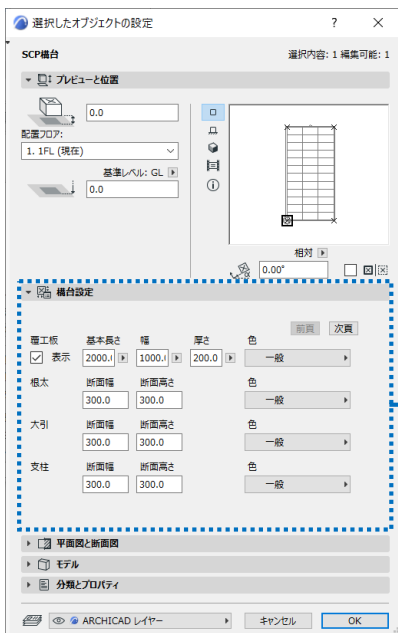 選択したオブジェクトの設定 ? ×
SCP構台 選択内容: 1 編集可能: 1
プレビューと位置
0.0
配置フロア:
1. 1FL (現在)
基準レベル: GL
0.0
相対
0.00°
構台設定
前頁 次頁
覆工板 基本長さ 幅 厚さ 色
表示 2000.( 1000.( 200.0 一般
根太 断面幅 断面高さ 色
300.0 300.0 一般
大引 断面幅 断面高さ 色
300.0 300.0 一般
支柱 断面幅 断面高さ 色
300.0 300.0 一般
平面図と断面図
モデル
分類とプロパティ
ARCHICAD レイヤー キャンセル OK